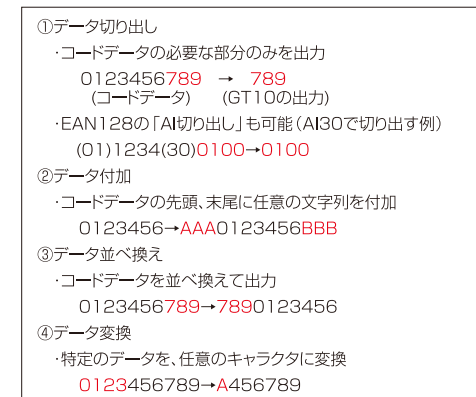 ①データ切り出し
・コードデータの必要な部分のみを出力
0123456789 → 789
(コードデータ) (GT10の出力)
・EAN128の「AI切り出し」も可能(AI30で切り出す例)
(01)1234(30)0100→0100
②データ付加
・コードデータの先頭、末尾に任意の文字列を付加
0123456→AAA0123456BBB
③データ並べ換え
・コードデータを並べ換えて出力
0123456789→7890123456
④データ変換
・特定のデータを、任意のキャラクタに変換
0123456789→A456789